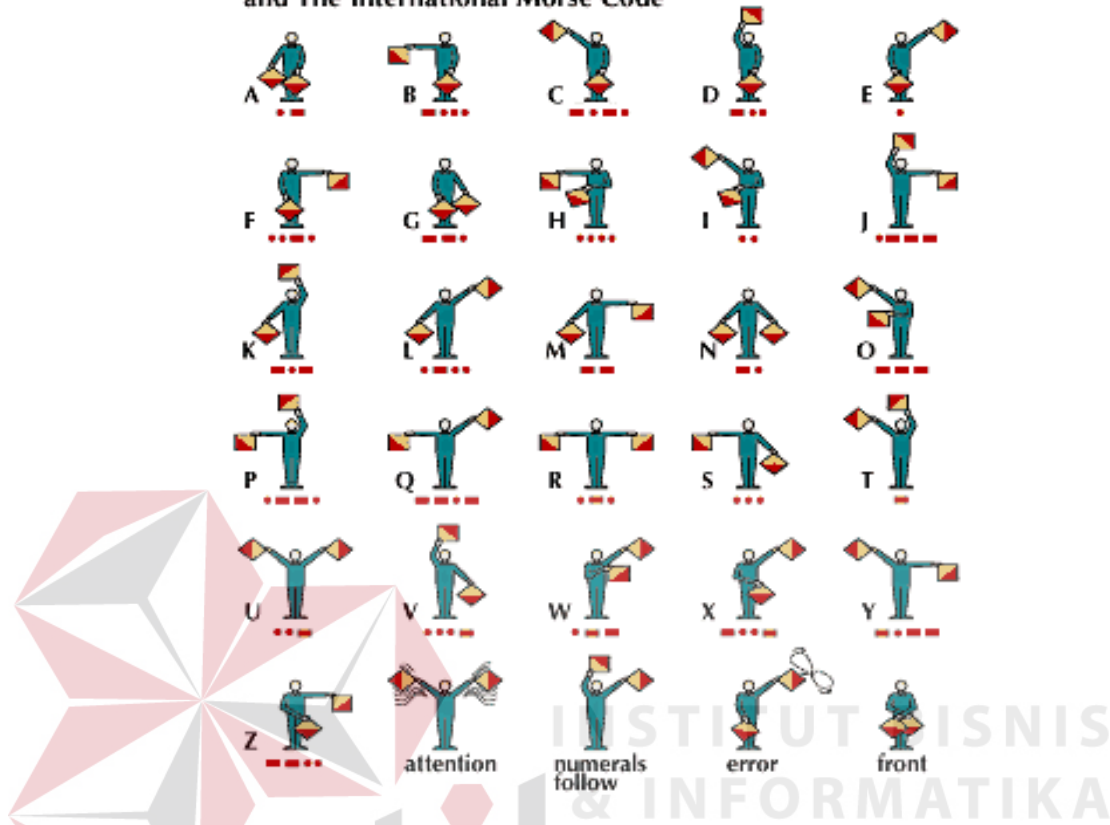 and The International Morse Code
A B C D E
F G H I J
K L M N O
P Q R S T
U V W X Y
Z attention numerals follow error front
INSTITUT BISNIS
& INFORMATIKA